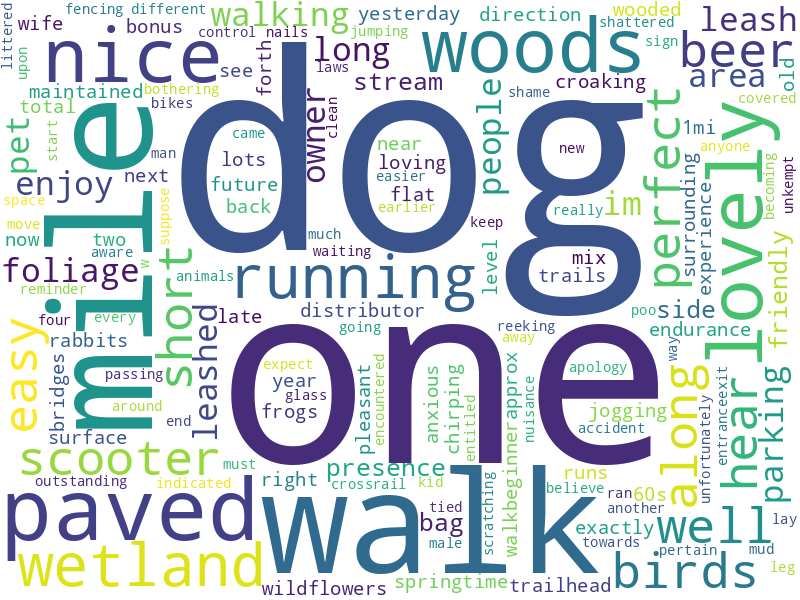 littered
fencing different
yesterday
direction
wooded
shattered
leash
wife
bonus
walking
control nails
jumping
sign
beer
upon
nice
forth
long
laws
woods
maintained
see
stream
croaking
area
old
bothering
covered
total
bikes
owner
clean
shame
perfect
1mi
pet
start
mile
dog
came
people
new
anyone
man
lots
near
loving
lovely
becoming
unkempt
enjoy
next
future
easier
flat
surrounding
experience
space
suppose
back
earlier
im
really
move
now
two
much
keep
aware
w
waiting
level
mix
friendly
foliage
short
animals
running
trails
reminder
every
side
four
leashed
late
distributor
poo
easy
rabbits
going
reeking
endurance
bridges
one
away
way
passing
expect
pleasant
encountered
apology
entranceexit
year
glass
anxious
chirping
entitled
walkbeginnerapprox
nuisance
along
hear
parking
around
frogs
jogging
unfortunately
surface
end
accident
scooter
presence
kid
runs
must
outstanding
indicated
right
crossrail
believe
60s
ran
another
lay
paved
walk
tied
bag
scratching
exactly
well
male
towards
mud
wetland
pertain
birds
leg
wildflowers
springtime
trailhead